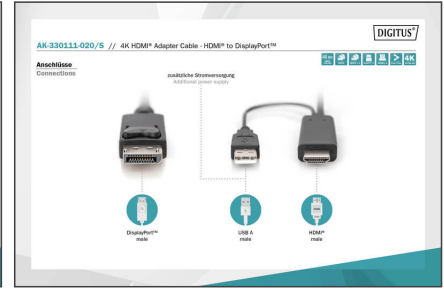 DIGITUS®
AK-330111-020/S // 4K HDMI® Adapter Cable - HDMI® to DisplayPort™
Anschlüsse
Connections
4K
zusätzliche Stromversorgung
Additional power supply
DisplayPort™
male
USB A
male
HDMI®
male